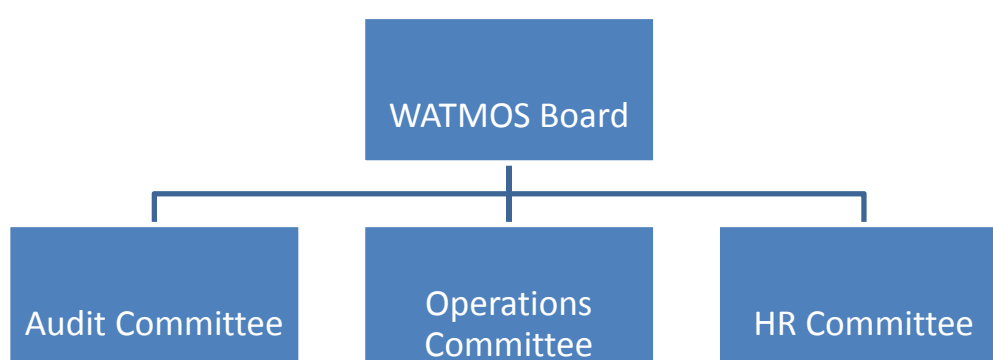 WATMOS Board
Audit Committee
Operations
Committee
HR Committee